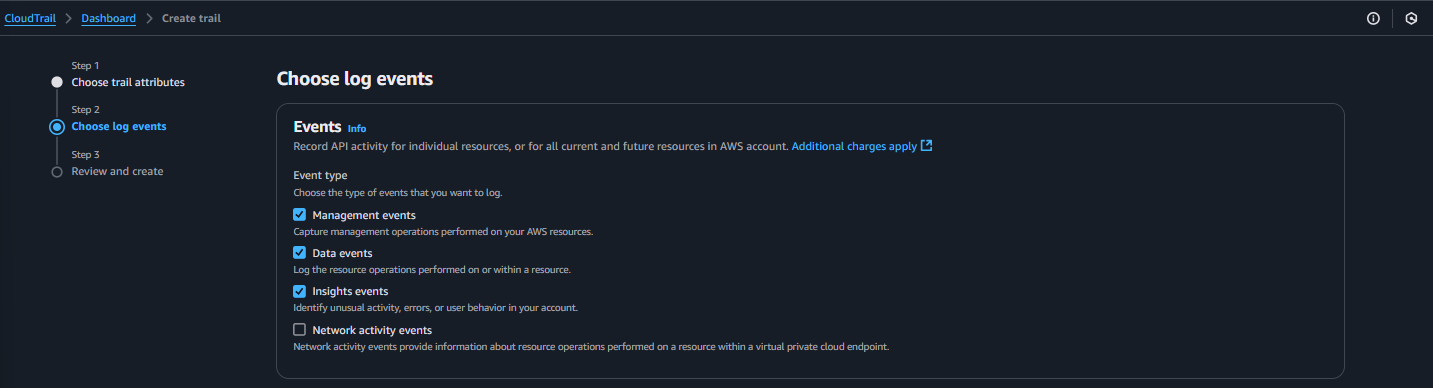 CloudTrail > Dashboard > Create trail
Step 1
Choose trail attributes
Step 2
Choose log events
Step 3
Review and create
Choose log events
Events Info
Record API activity for individual resources, or for all current and future resources in AWS account. Additional charges apply
Event type
Choose the type of events that you want to log.
Management events
Capture management operations performed on your AWS resources.
Data events
Log the resource operations performed on or within a resource.
Insights events
Identify unusual activity, errors, or user behavior in your account.
Network activity events
Network activity events provide information about resource operations performed on a resource within a virtual private cloud endpoint.